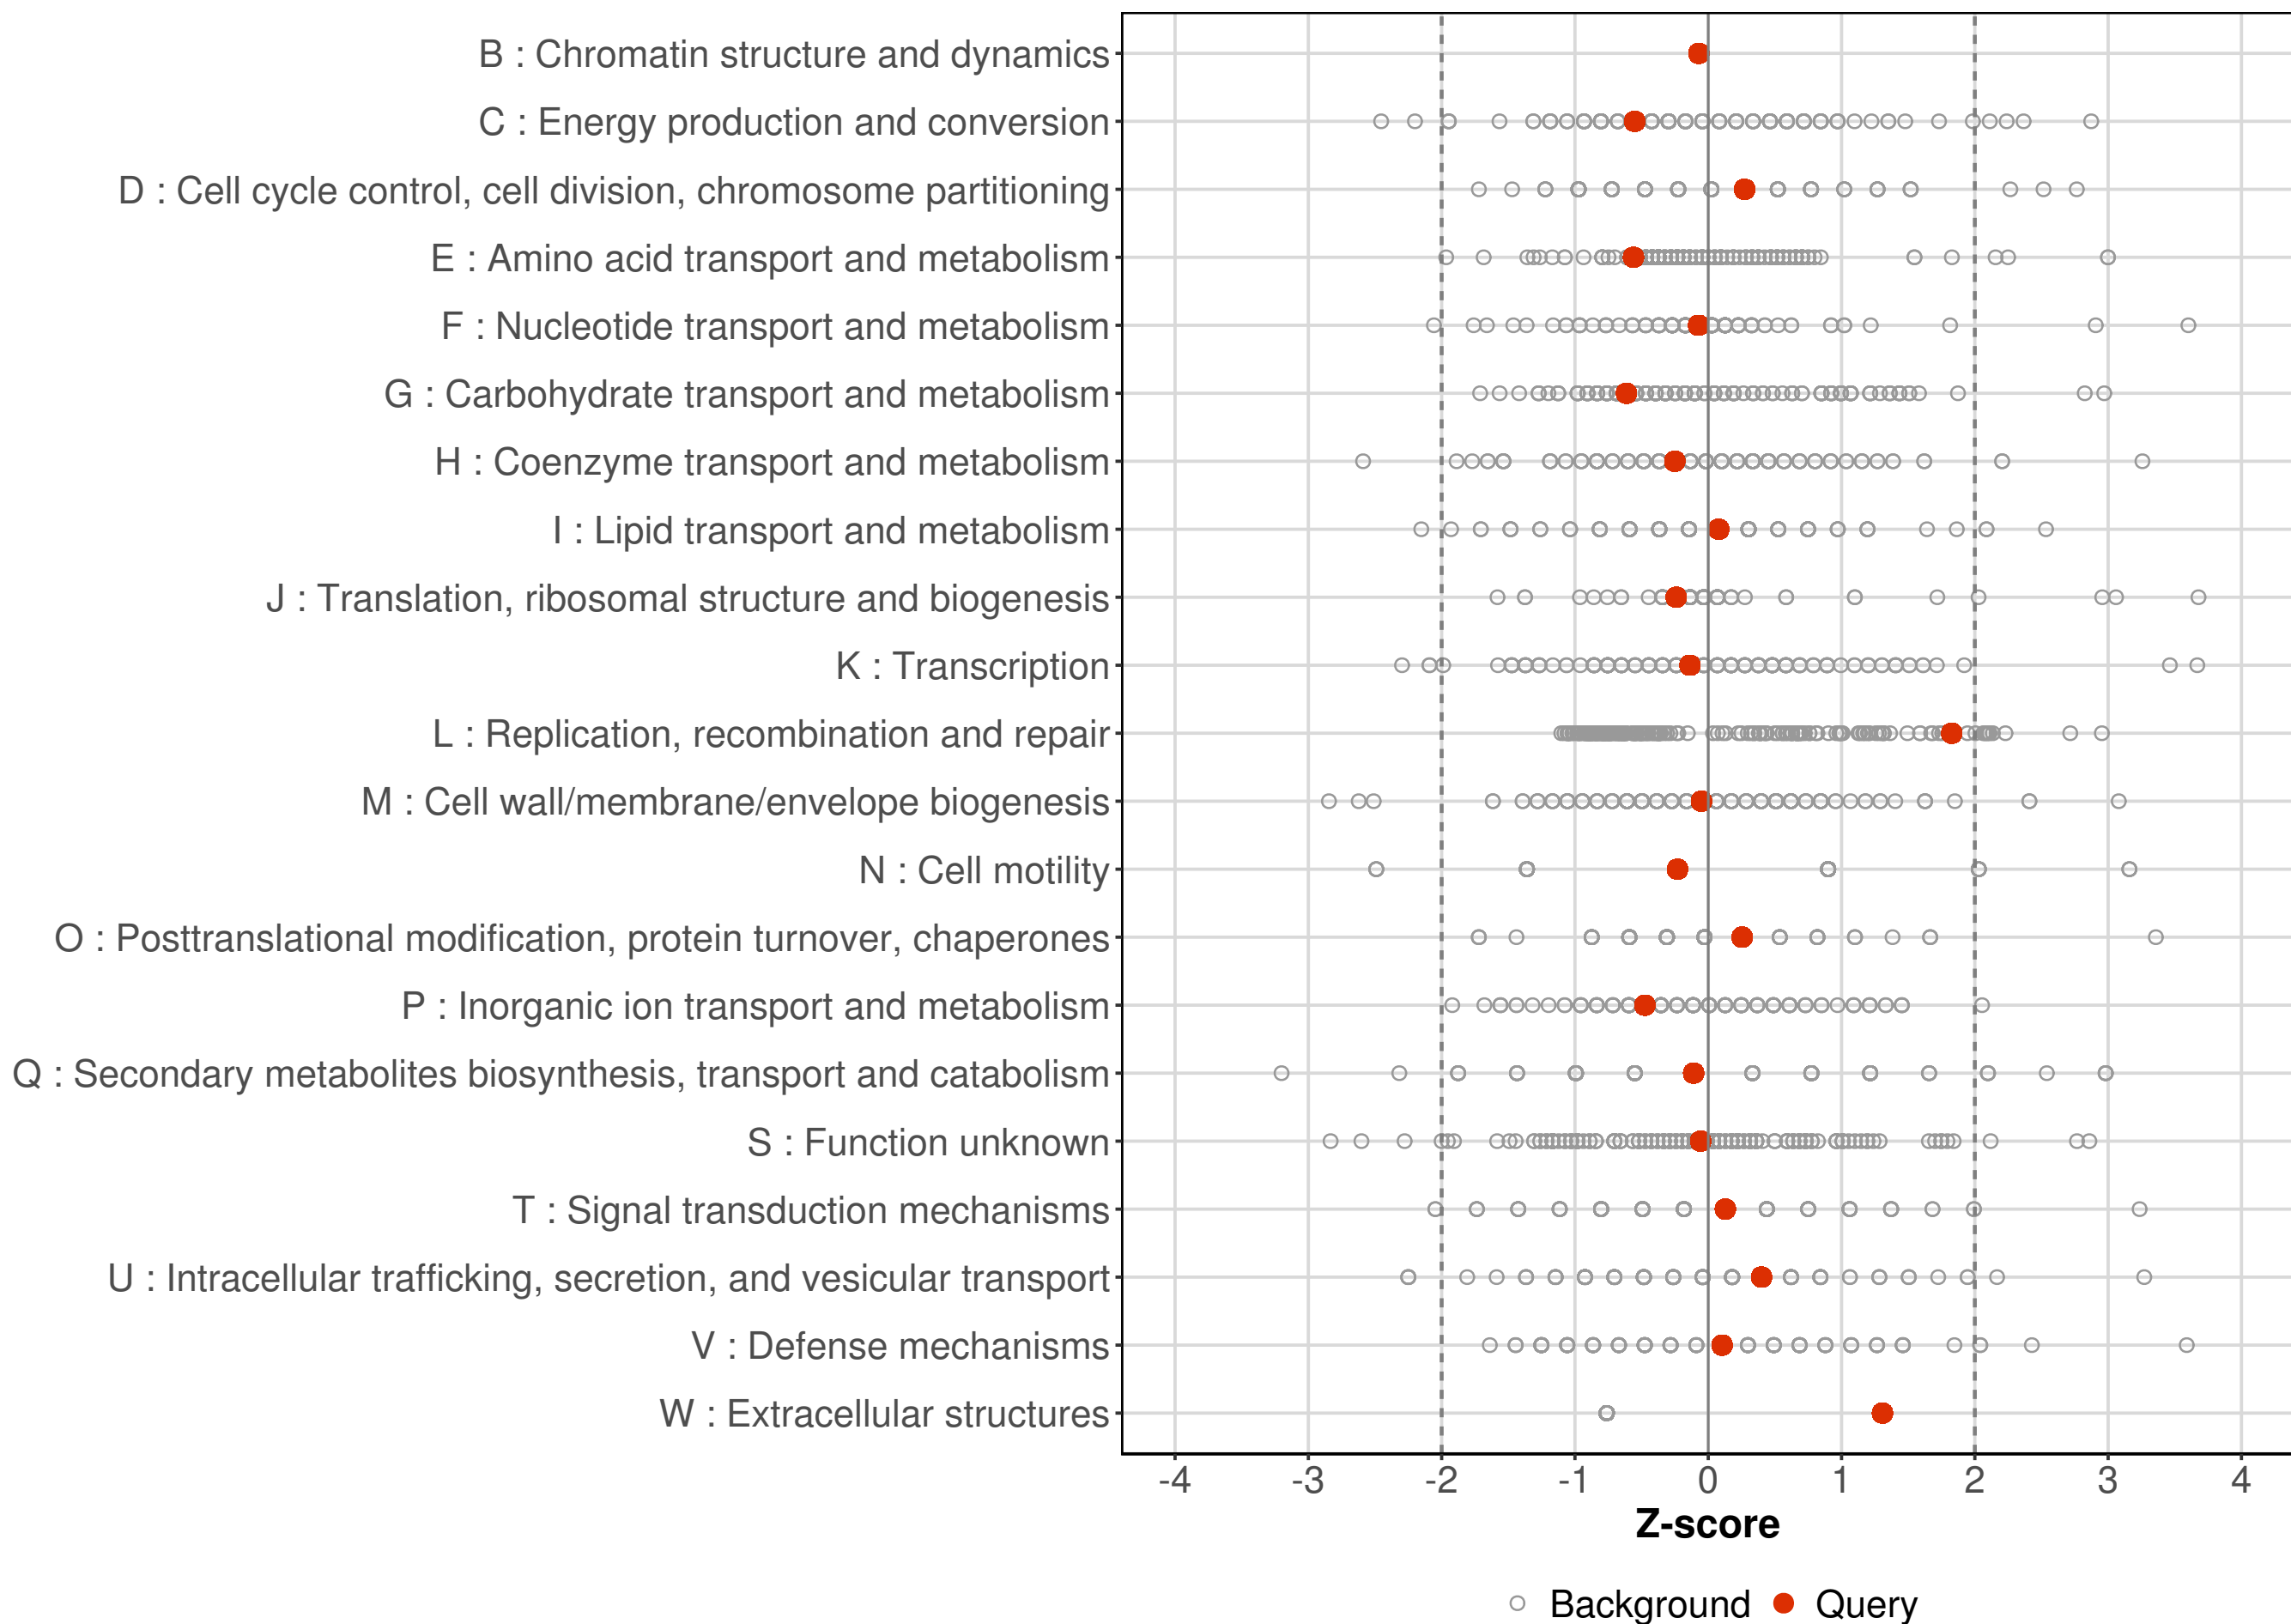 B : Chromatin structure and dynamics
C : Energy production and conversion
D : Cell cycle control, cell division, chromosome partitioning
E : Amino acid transport and metabolism
F : Nucleotide transport and metabolism
G : Carbohydrate transport and metabolism
H : Coenzyme transport and metabolism
I : Lipid transport and metabolism
J : Translation, ribosomal structure and biogenesis
K : Transcription
L : Replication, recombination and repair
M : Cell wall/membrane/envelope biogenesis
N : Cell motility
O : Posttranslational modification, protein turnover, chaperones
P : Inorganic ion transport and metabolism
Q : Secondary metabolites biosynthesis, transport and catabolism
S : Function unknown
T : Signal transduction mechanisms
U : Intracellular trafficking, secretion, and vesicular transport
V : Defense mechanisms
W : Extracellular structures
-4 -3 -2 -1 0 1 2 3 4
Z-score
Background Query